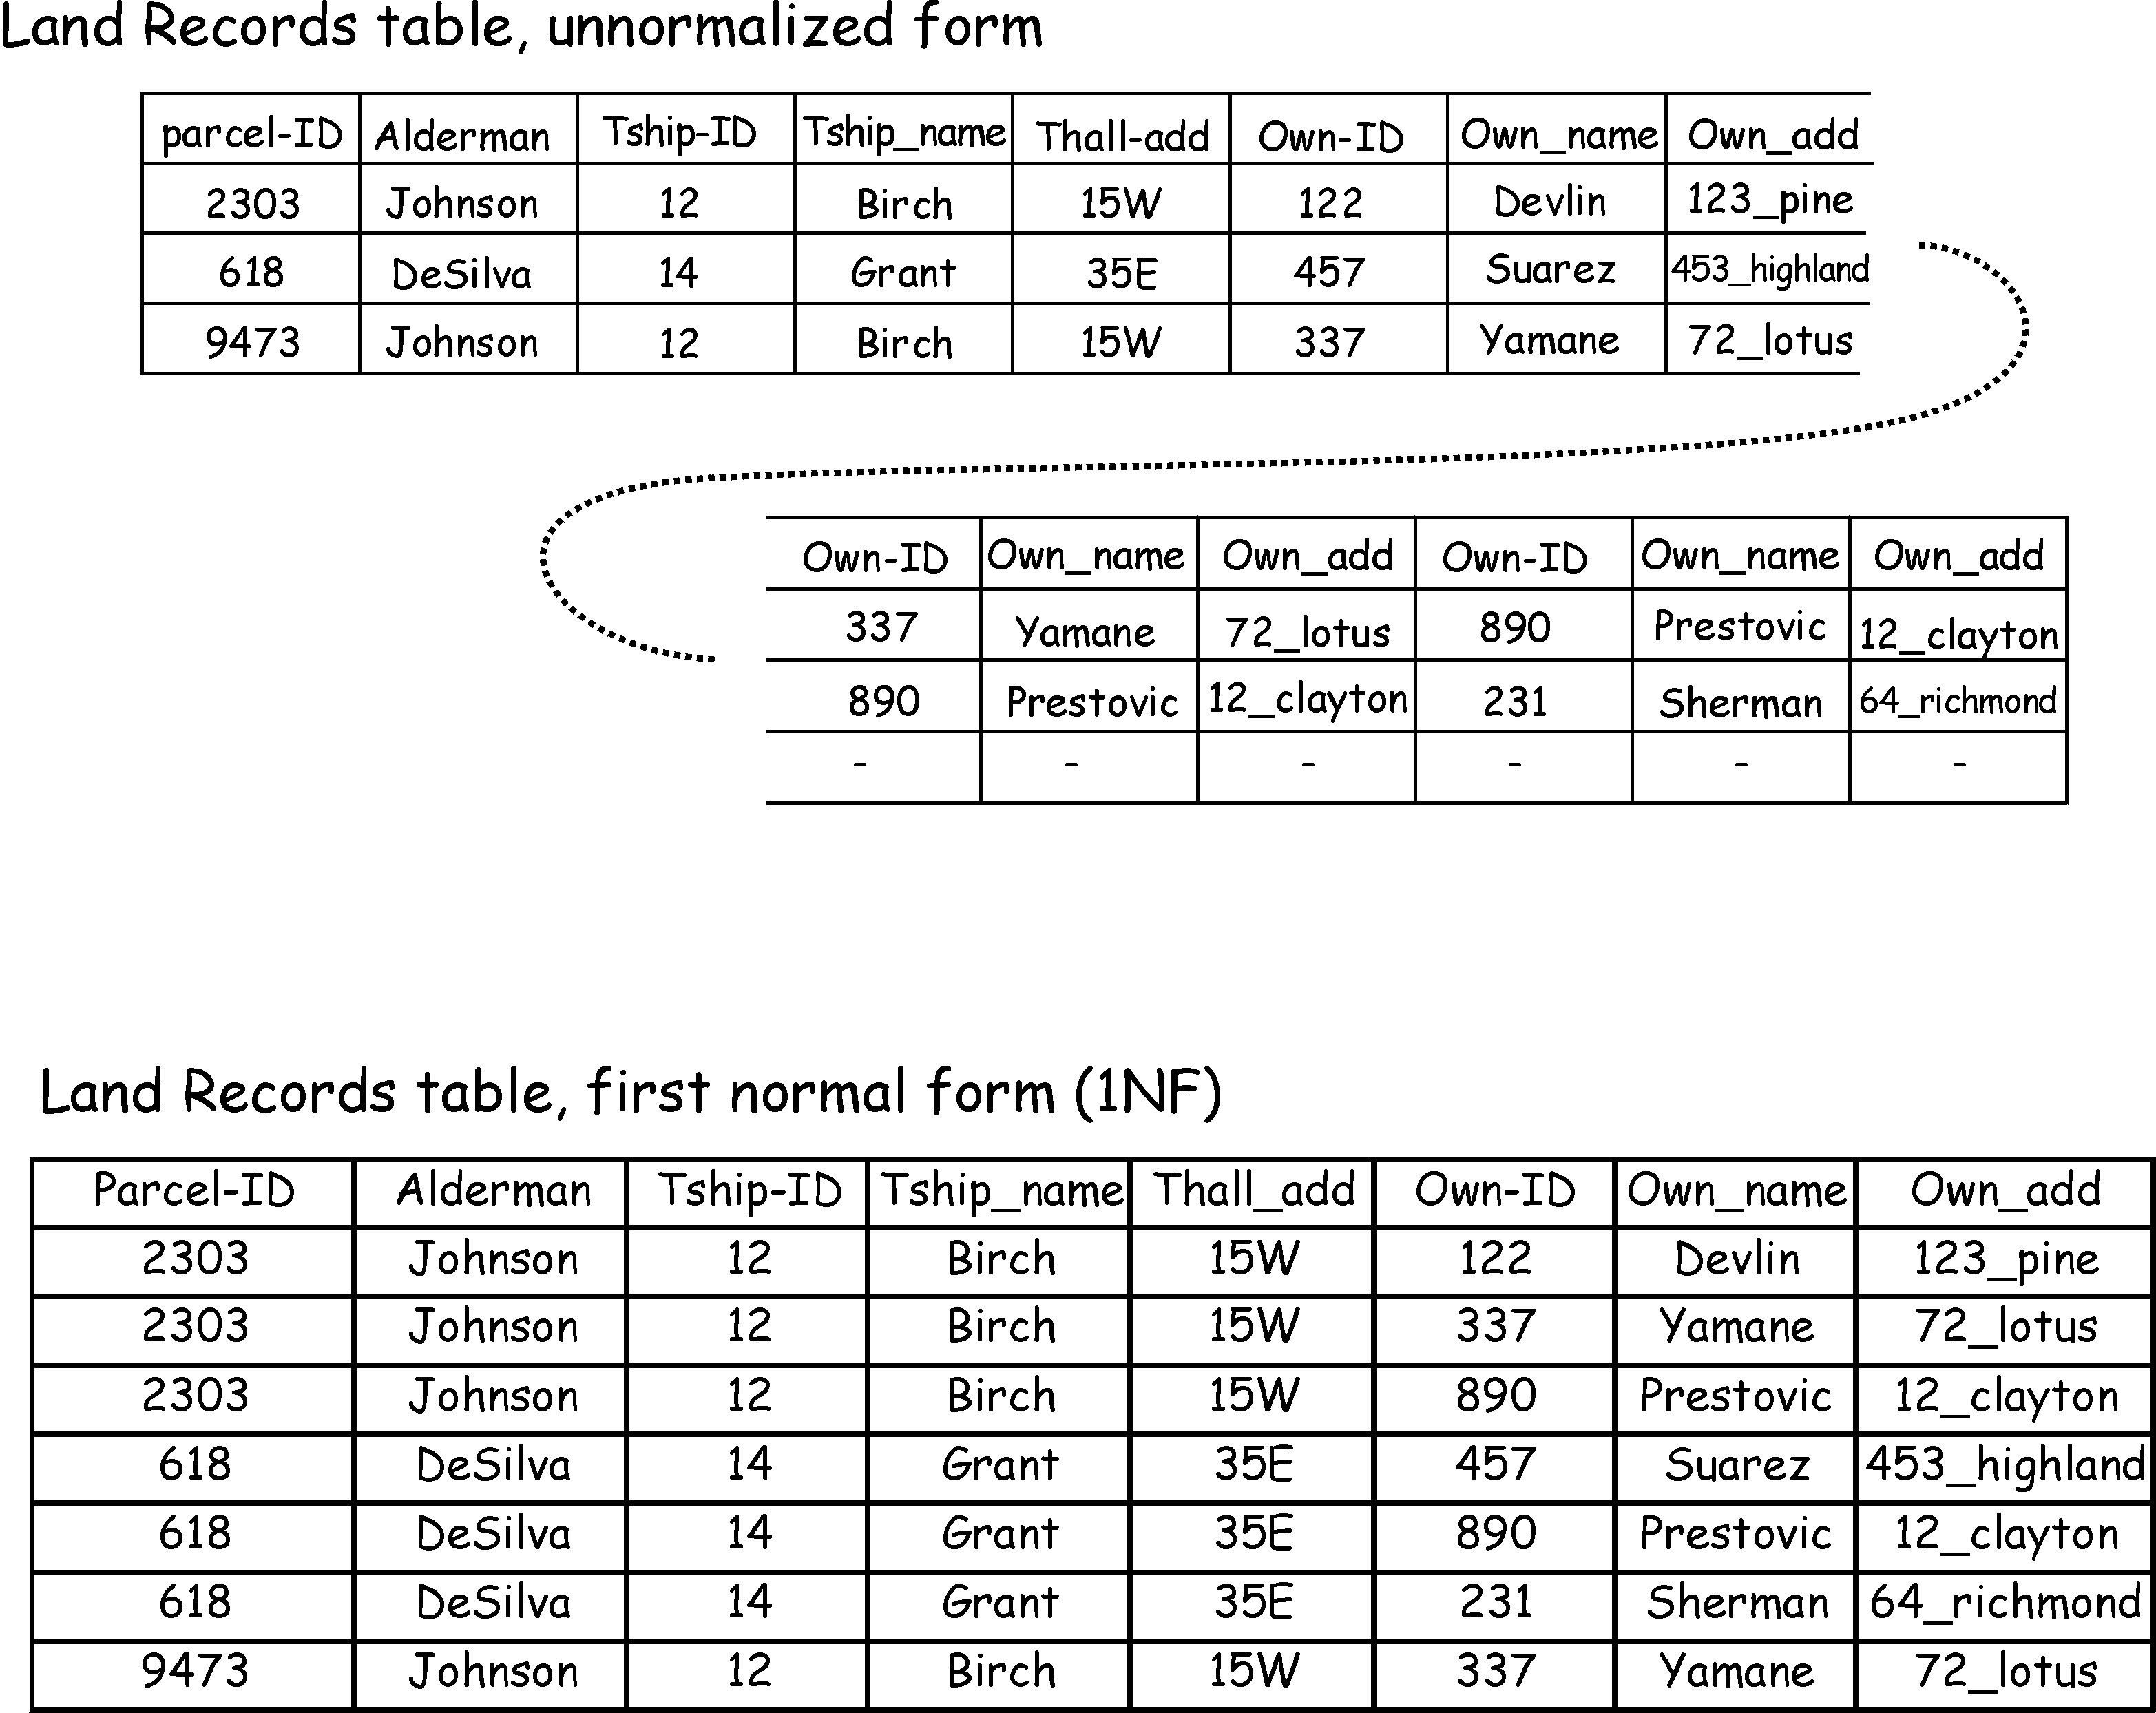 Land Records table, unnormalized form
parcel-ID Alderman Tship-ID Tship_name Thall-add Own-ID Own_name Own_add
2303 Johnson 12 Birch 15W 122 Devlin 123_pine
618 DeSilva 14 Grant 35E 457 Suarez 453_highland
9473 Johnson 12 Birch 15W 337 Yamane 72_lotus
Own-ID Own_name Own_add Own-ID Own_name Own_add
337 Yamane 72_lotus 890 Prestovic 12_clayton
890 Prestovic 12_clayton 231 Sherman 64_richmond
- - - - - -
Land Records table, first normal form (1NF)
Parcel-ID Alderman Tship-ID Tship_name Thall_add Own-ID Own_name Own_add
2303 Johnson 12 Birch 15W 122 Devlin 123_pine
2303 Johnson 12 Birch 15W 337 Yamane 72_lotus
2303 Johnson 12 Birch 15W 890 Prestovic 12_clayton
618 DeSilva 14 Grant 35E 457 Suarez 453_highland
618 DeSilva 14 Grant 35E 890 Prestovic 12_clayton
618 DeSilva 14 Grant 35E 231 Sherman 64_richmond
9473 Johnson 12 Birch 15W 337 Yamane 72_lotus